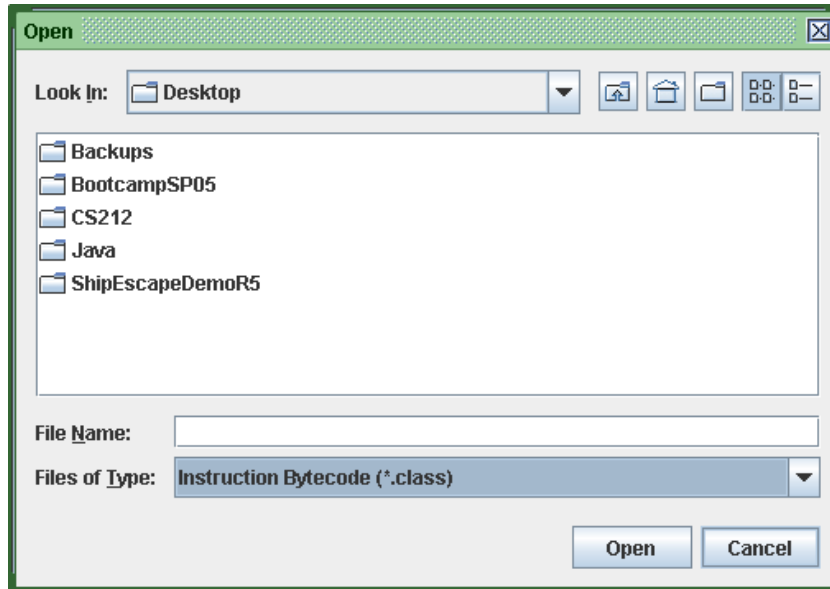 Open
Look In: Desktop
Backups
BootcampSP05
CS212
Java
ShipEscapeDemoR5
File Name:
Files of Type: Instruction Bytecode (*.class)
Open Cancel